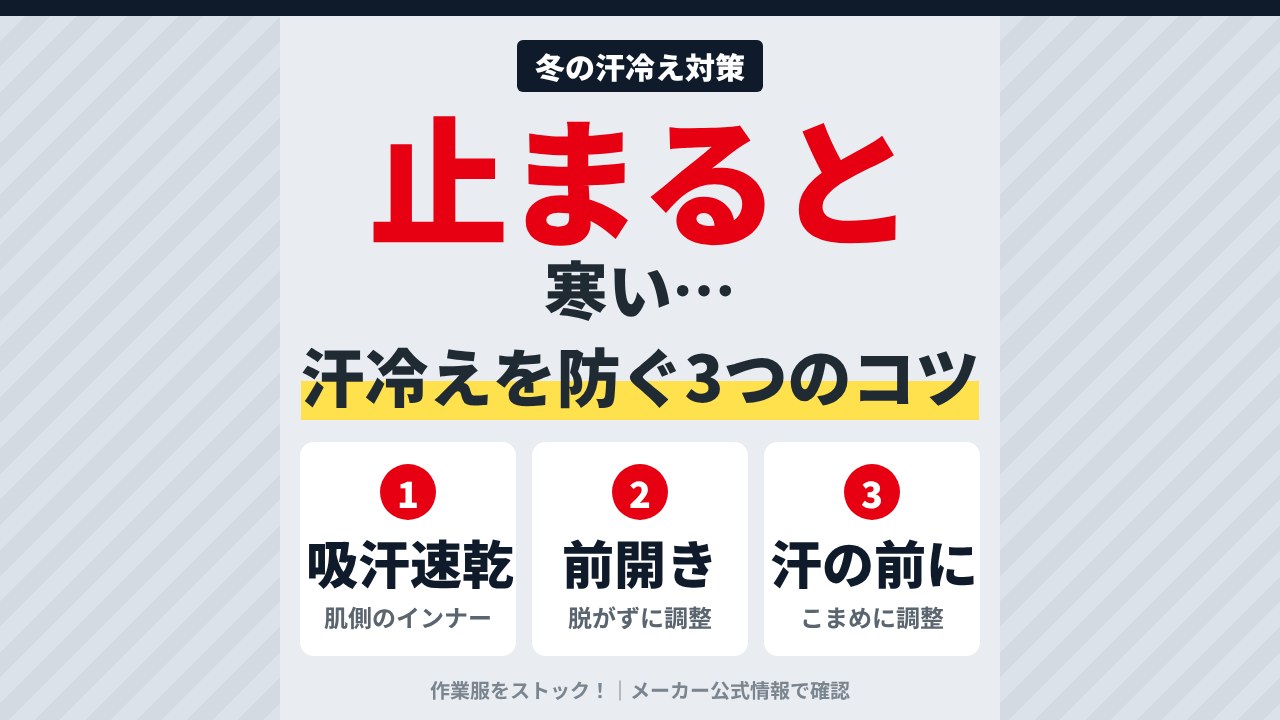 冬の汗冷え対策
止まると
寒い…
汗冷えを防ぐ3つのコツ
1
吸汗速乾
肌側のインナー
2
前開き
脱がずに調整
3
汗の前に
こまめに調整
作業服をストック！｜メーカー公式情報で確認